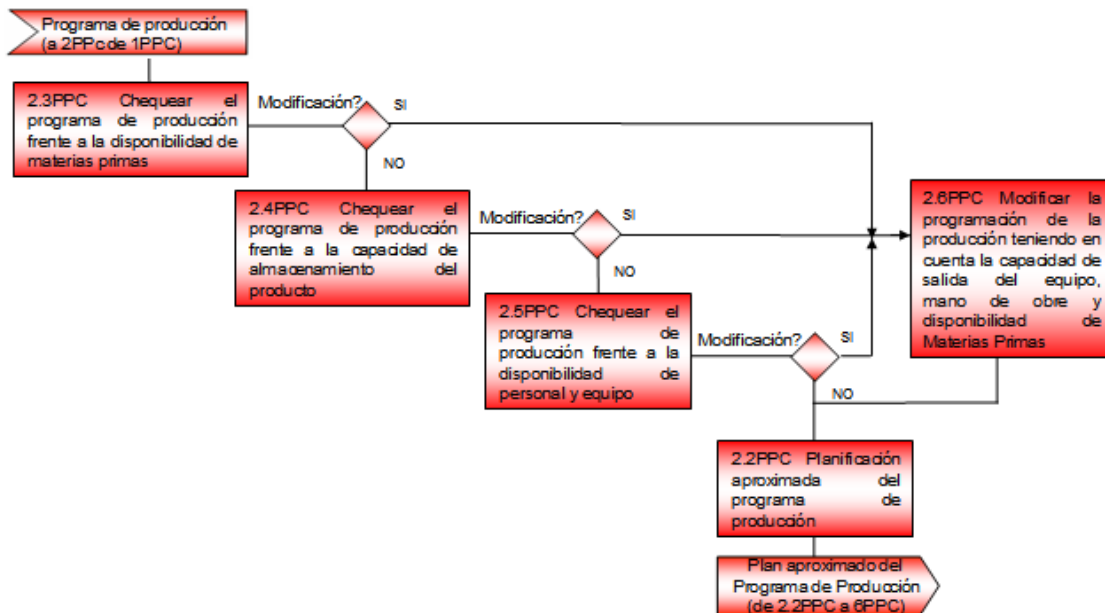 Programa de producción
(a 2PPc de 1PPC)
2.3PPC Chequear el
programa de producción
frente a la disponibilidad de
materias primas
Modificación?
SI
NO
2.4PPC Chequear el
programa de producción
frente a la capacidad de
almacenamiento del
producto
Modificación?
SI
NO
2.5PPC Chequear el
programa de
producción frente a la
disponibilidad de
personal y equipo
Modificación?
SI
NO
2.6PPC Modificar la
programación de la
producción teniendo en
cuenta la capacidad de
salida del equipo,
mano de obre y
disponibilidad de
Materias Primas
2.2PPC Planificación
aproximada del
programa de
producción
Plan aproximado del
Programa de Producción
(de 2.2PPC a 6PPC)